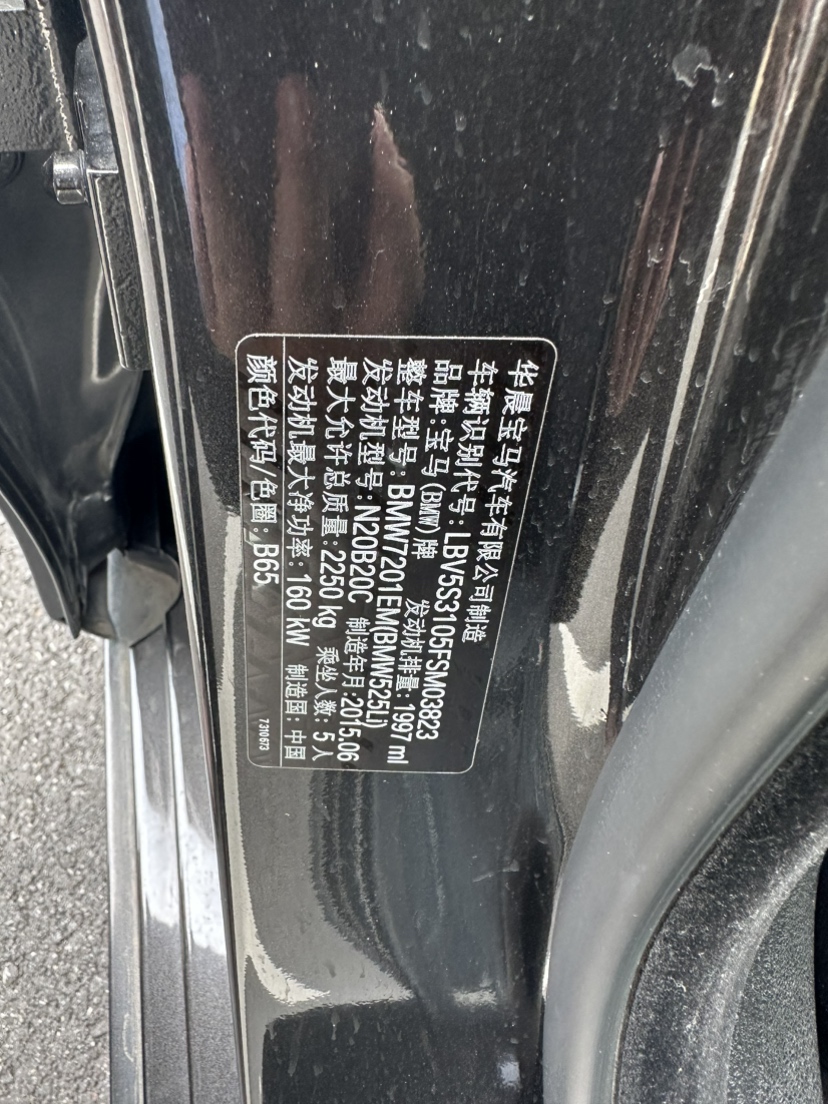 华晨宝马汽车有限公司制造
车辆识别代号: LBV5S3105FSM03823
品牌: 宝马 (BMW) 牌 发动机排量: 1997 ml
整车型号: BMW7201EM(BMW525Li)
发动机型号: N20B20C 制造年月: 2015.06
最大允许总质量: 2250 kg 乘坐人数: 5 人
发动机最大净功率: 160 kW 制造国: 中国
颜色代码/色圈: B65 7310673